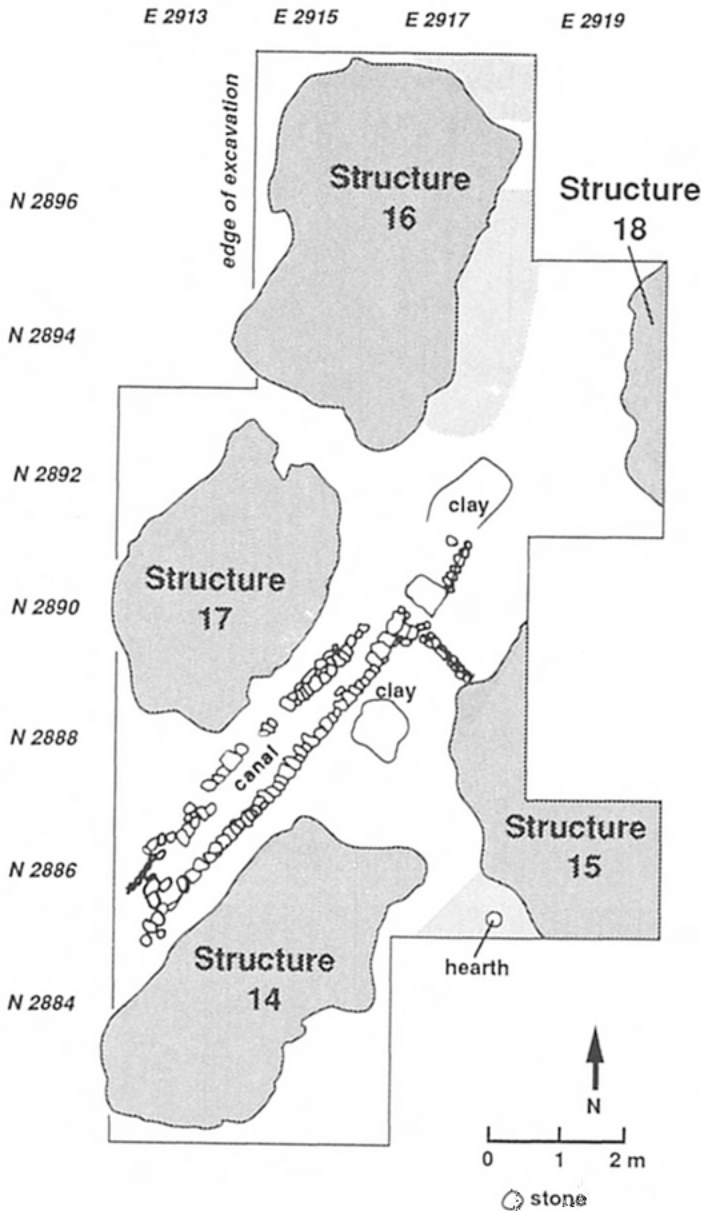 E 2913 E 2915 E 2917 E 2919
edge of excavation
N 2896
Structure
16
Structure
18
N 2894
N 2892
clay
Structure
17
N 2890
clay
N 2888
canal
Structure
15
N 2886
Structure
14
hearth
N 2884
N
0 1 2 m
stone